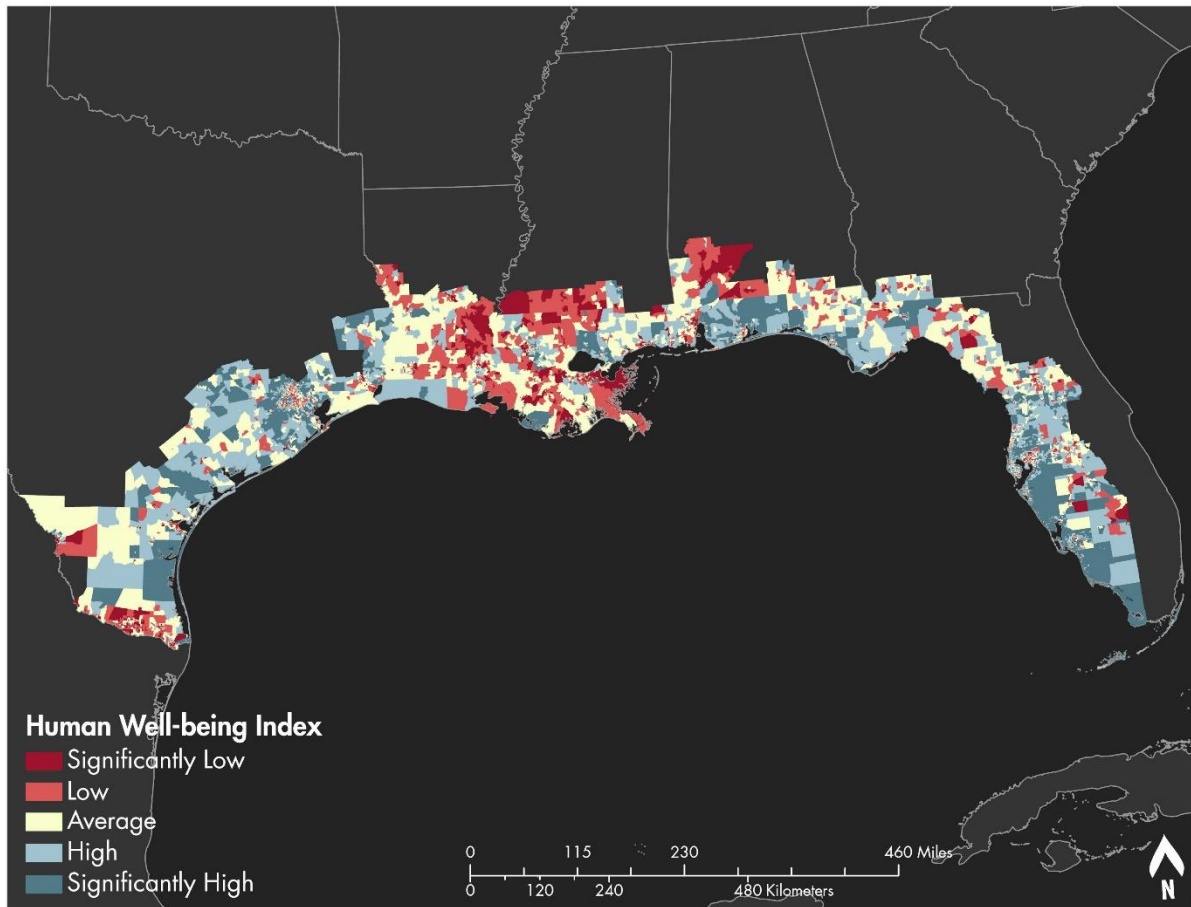 Human Well-being Index
Significantly Low
Low
Average
High
Significantly High
0 115 230 460 Miles
0 120 240 480 Kilometers
N